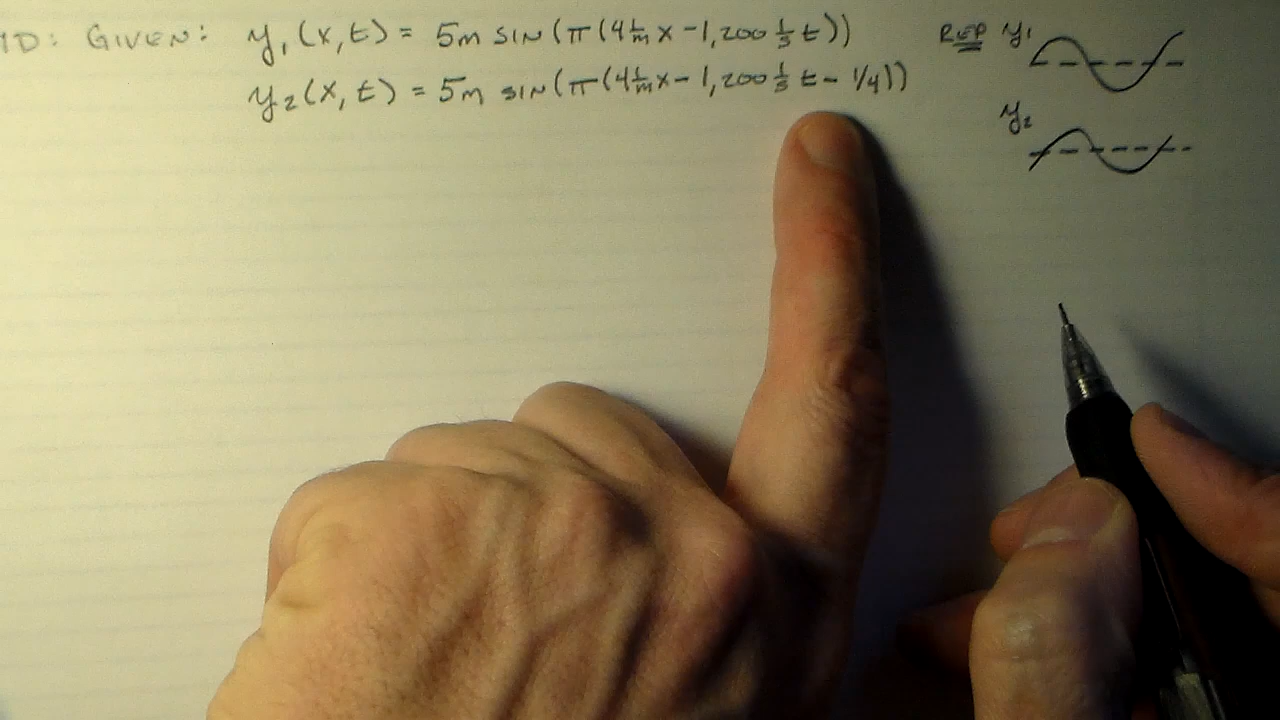 1D: GIVEN: y₁(x,t) = 5m SIN(π(4 1/m x - 1,200 1/s t))
y₂(x,t) = 5m SIN(π(4 1/m x - 1,200 1/s t - 1/4))
REP y₁
y₂